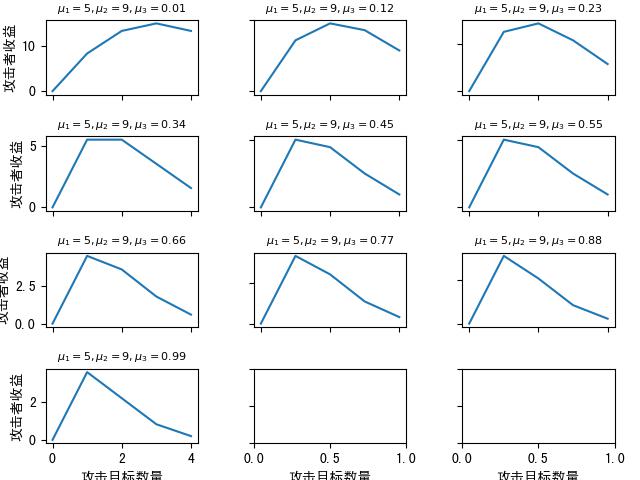 μ₁ = 5, μ₂ = 9, μ₃ = 0.01
μ₁ = 5, μ₂ = 9, μ₃ = 0.12
μ₁ = 5, μ₂ = 9, μ₃ = 0.23
攻击者收益
10
0
μ₁ = 5, μ₂ = 9, μ₃ = 0.34
μ₁ = 5, μ₂ = 9, μ₃ = 0.45
μ₁ = 5, μ₂ = 9, μ₃ = 0.55
攻击者收益
5
0
μ₁ = 5, μ₂ = 9, μ₃ = 0.66
μ₁ = 5, μ₂ = 9, μ₃ = 0.77
μ₁ = 5, μ₂ = 9, μ₃ = 0.88
攻击者收益
2.5
0.0
μ₁ = 5, μ₂ = 9, μ₃ = 0.99
攻击者收益
2
0
0 2 4
0.0 0.5 1.0
0.0 0.5 1.0
攻击目标数量
攻击目标数量
攻击目标数量